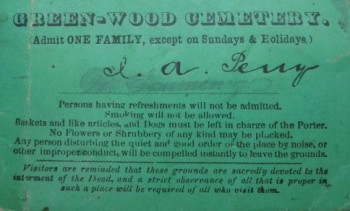 GREEN-WOOD CEMETERY.
(Admit ONE FAMILY, except on Sundays & Holidays.)
J. A. Perry
Persons having refreshments will not be admitted.
Smoking will not be allowed.
Baskets and like articles, and Dogs must be left in charge of the Porter.
No Flowers or Shrubbery of any kind may be plucked.
Any person disturbing the quiet and good order of the place by noise, or
other improper conduct, will be compelled instantly to leave the grounds.
Visitors are reminded that these grounds are sacredly devoted to the
interment of the Dead, and a strict observance of all that is proper in
such a place will be required of all who visit them.